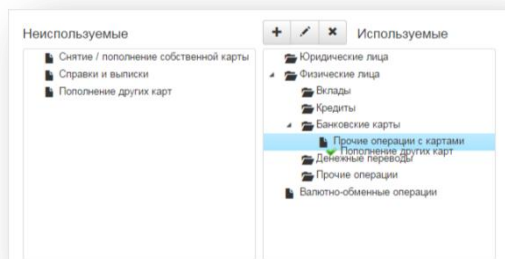 Неиспользуемые
Снятие / пополнение собственной карты
Справки и выписки
Пополнение других карт
Используемые
Юридические лица
Физические лица
Вклады
Кредиты
Банковские карты
Прочие операции с картами
Пополнение других карт
Денежные переводы
Прочие операции
Валютно-обменные операции